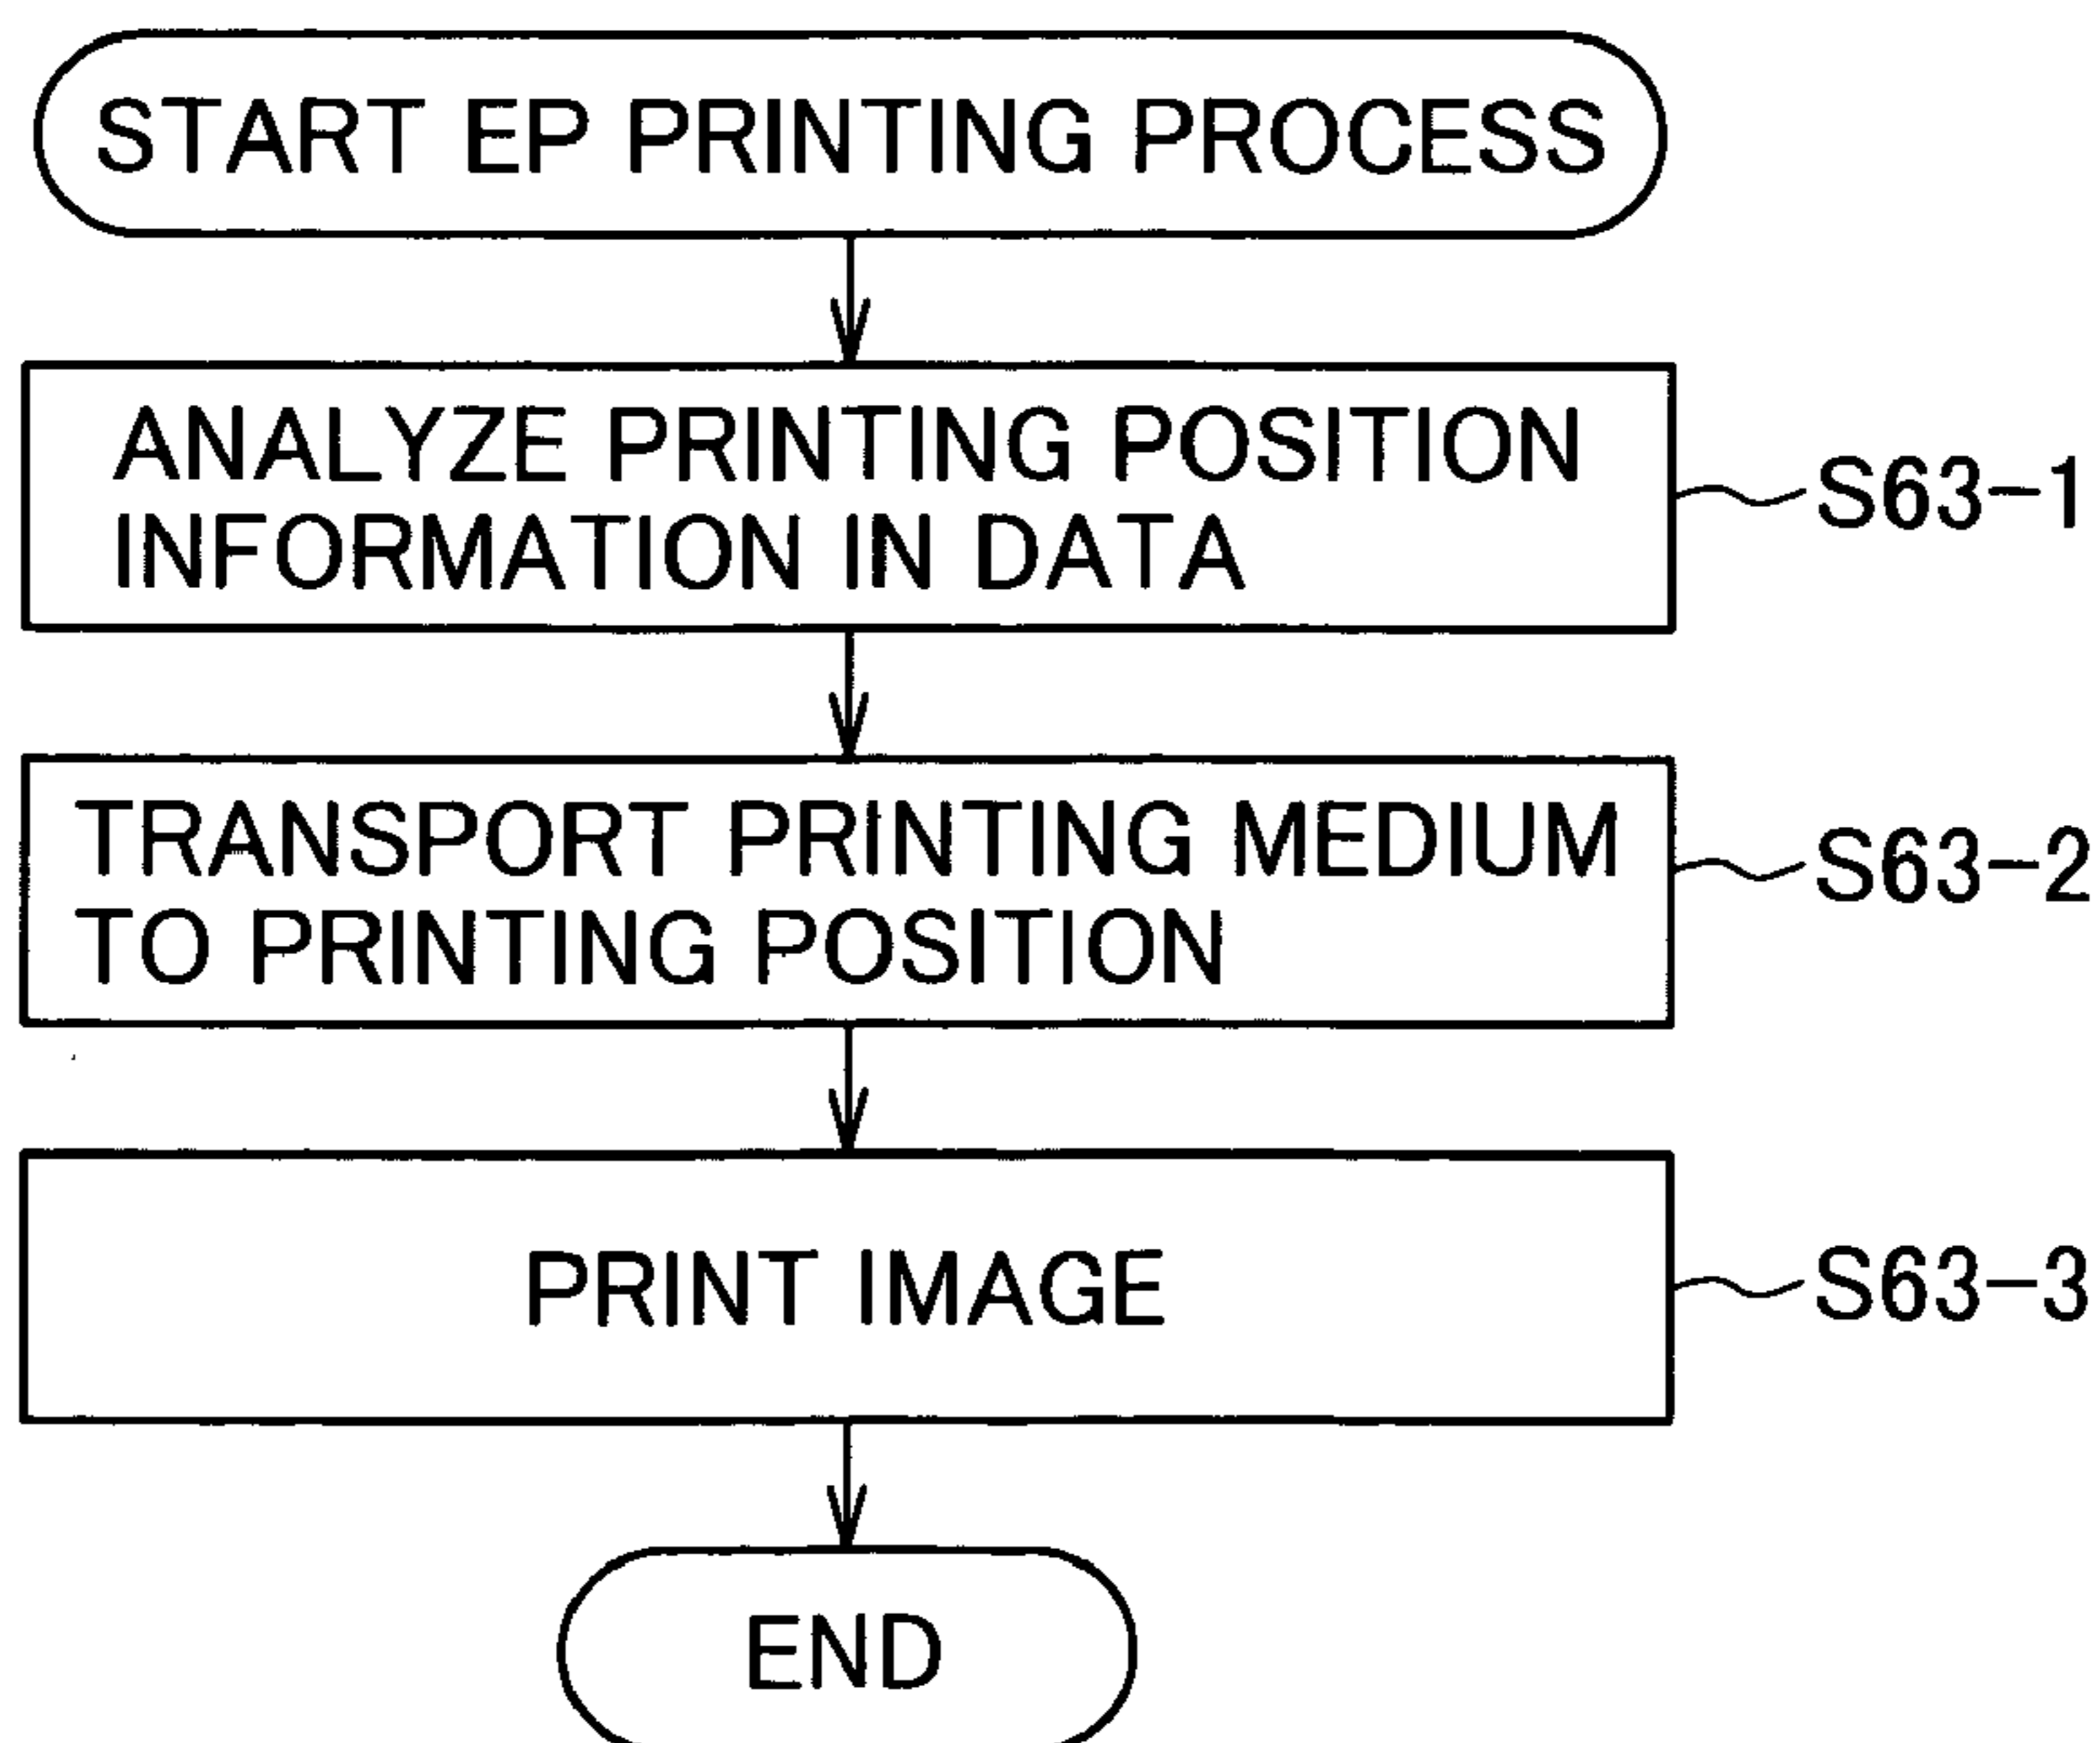 START EP PRINTING PROCESS
ANALYZE PRINTING POSITION
INFORMATION IN DATA
S63-1
TRANSPORT PRINTING MEDIUM
TO PRINTING POSITION
S63-2
PRINT IMAGE
S63-3
END